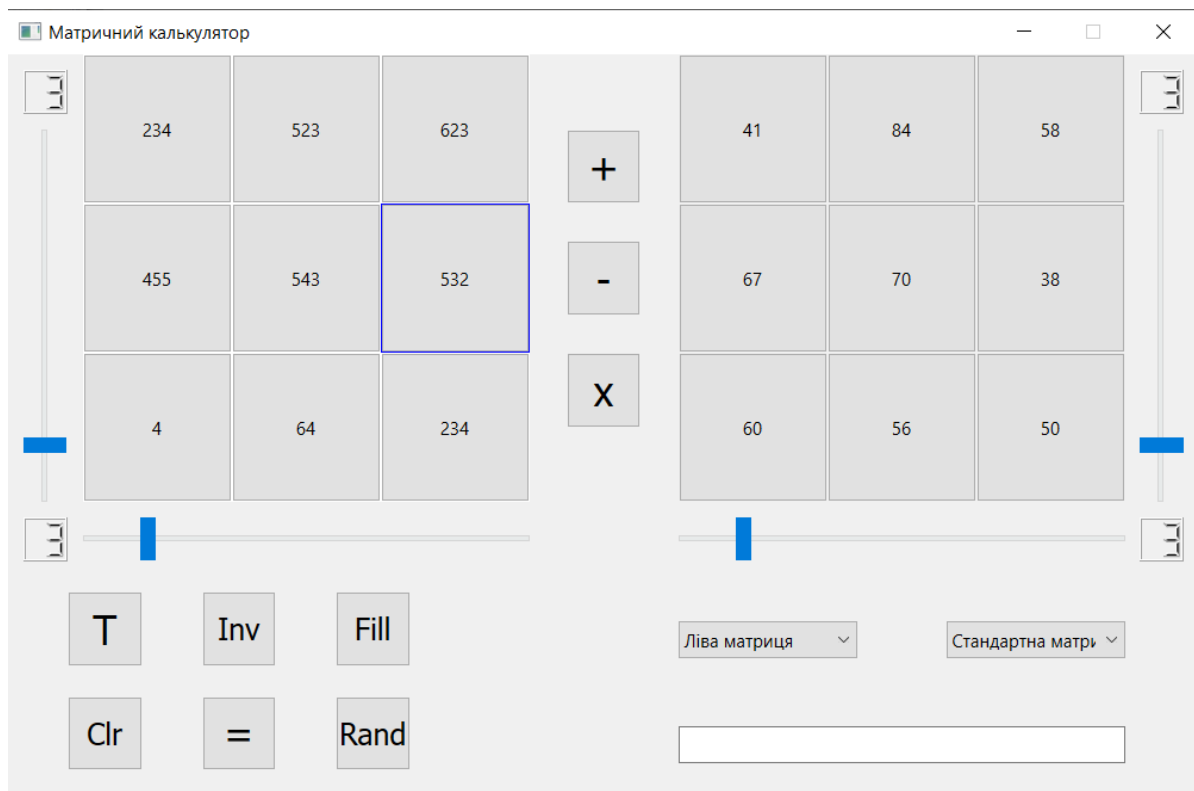 Матричний калькулятор
3 234 523 623 41 84 58 3
+
455 543 532 - 67 70 38
x
4 64 234 60 56 50
3 3
T Inv Fill
Ліва матриця Стандартна матри
Clr = Rand